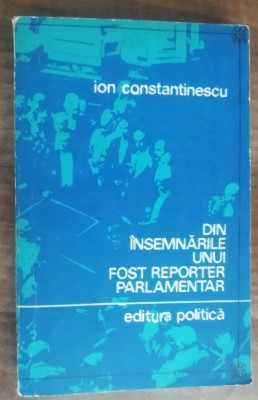 ion constantinescu
DIN
ÎNSEMNĂRILE
UNUI
FOST REPORTER
PARLAMENTAR
editura politică